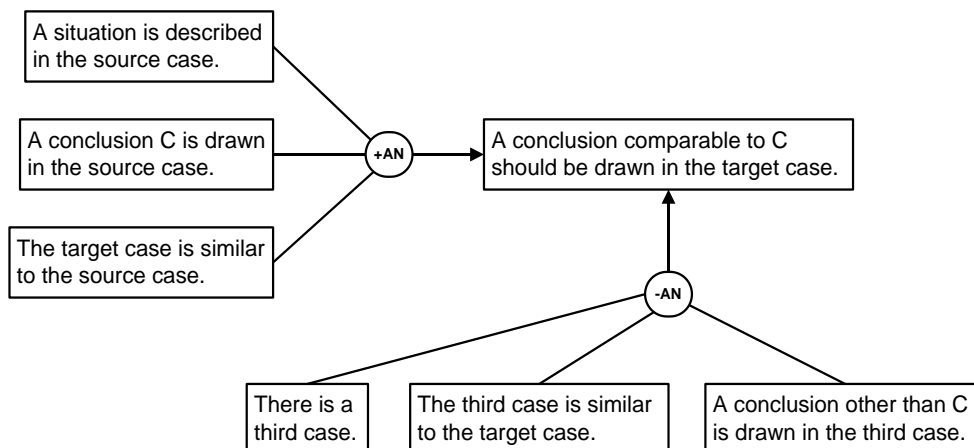 A situation is described
in the source case.
A conclusion C is drawn
in the source case.
+AN
A conclusion comparable to C
should be drawn in the target case.
The target case is similar
to the source case.
-AN
There is a
third case.
The third case is similar
to the target case.
A conclusion other than C
is drawn in the third case.